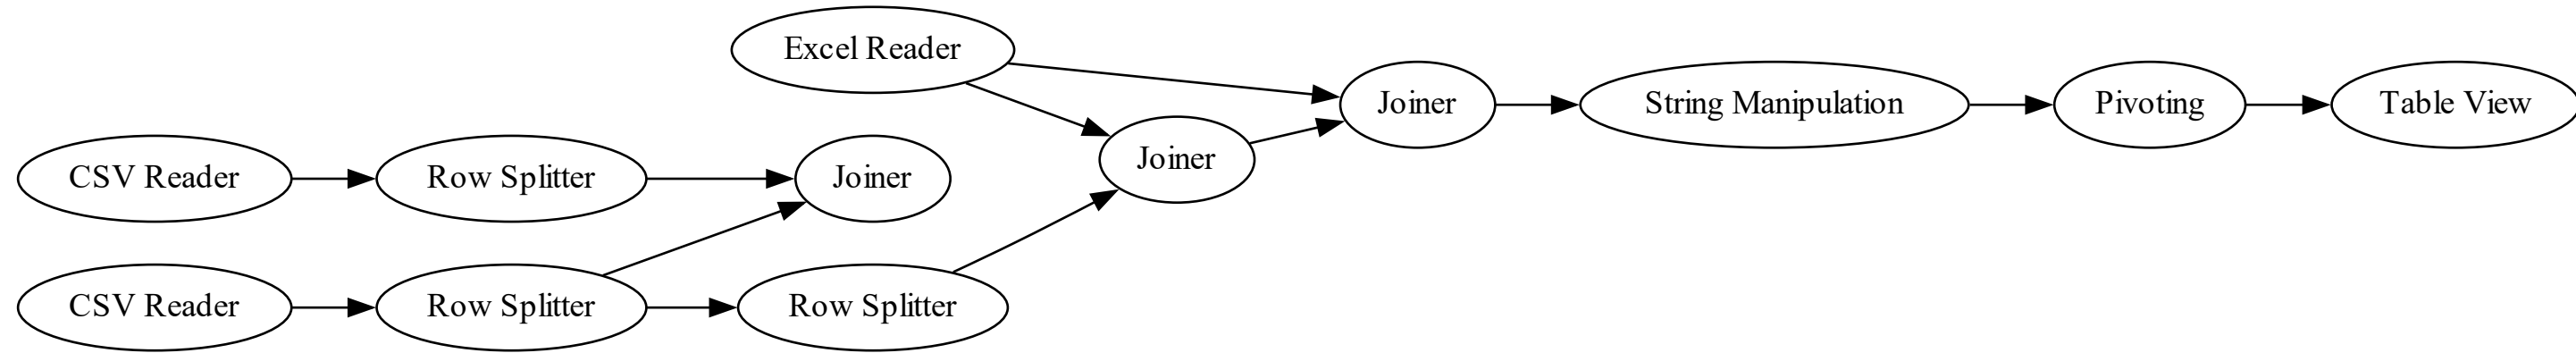 Excel Reader
Joiner
String Manipulation
Pivoting
Table View
Joiner
CSV Reader
Row Splitter
Joiner
CSV Reader
Row Splitter
Row Splitter